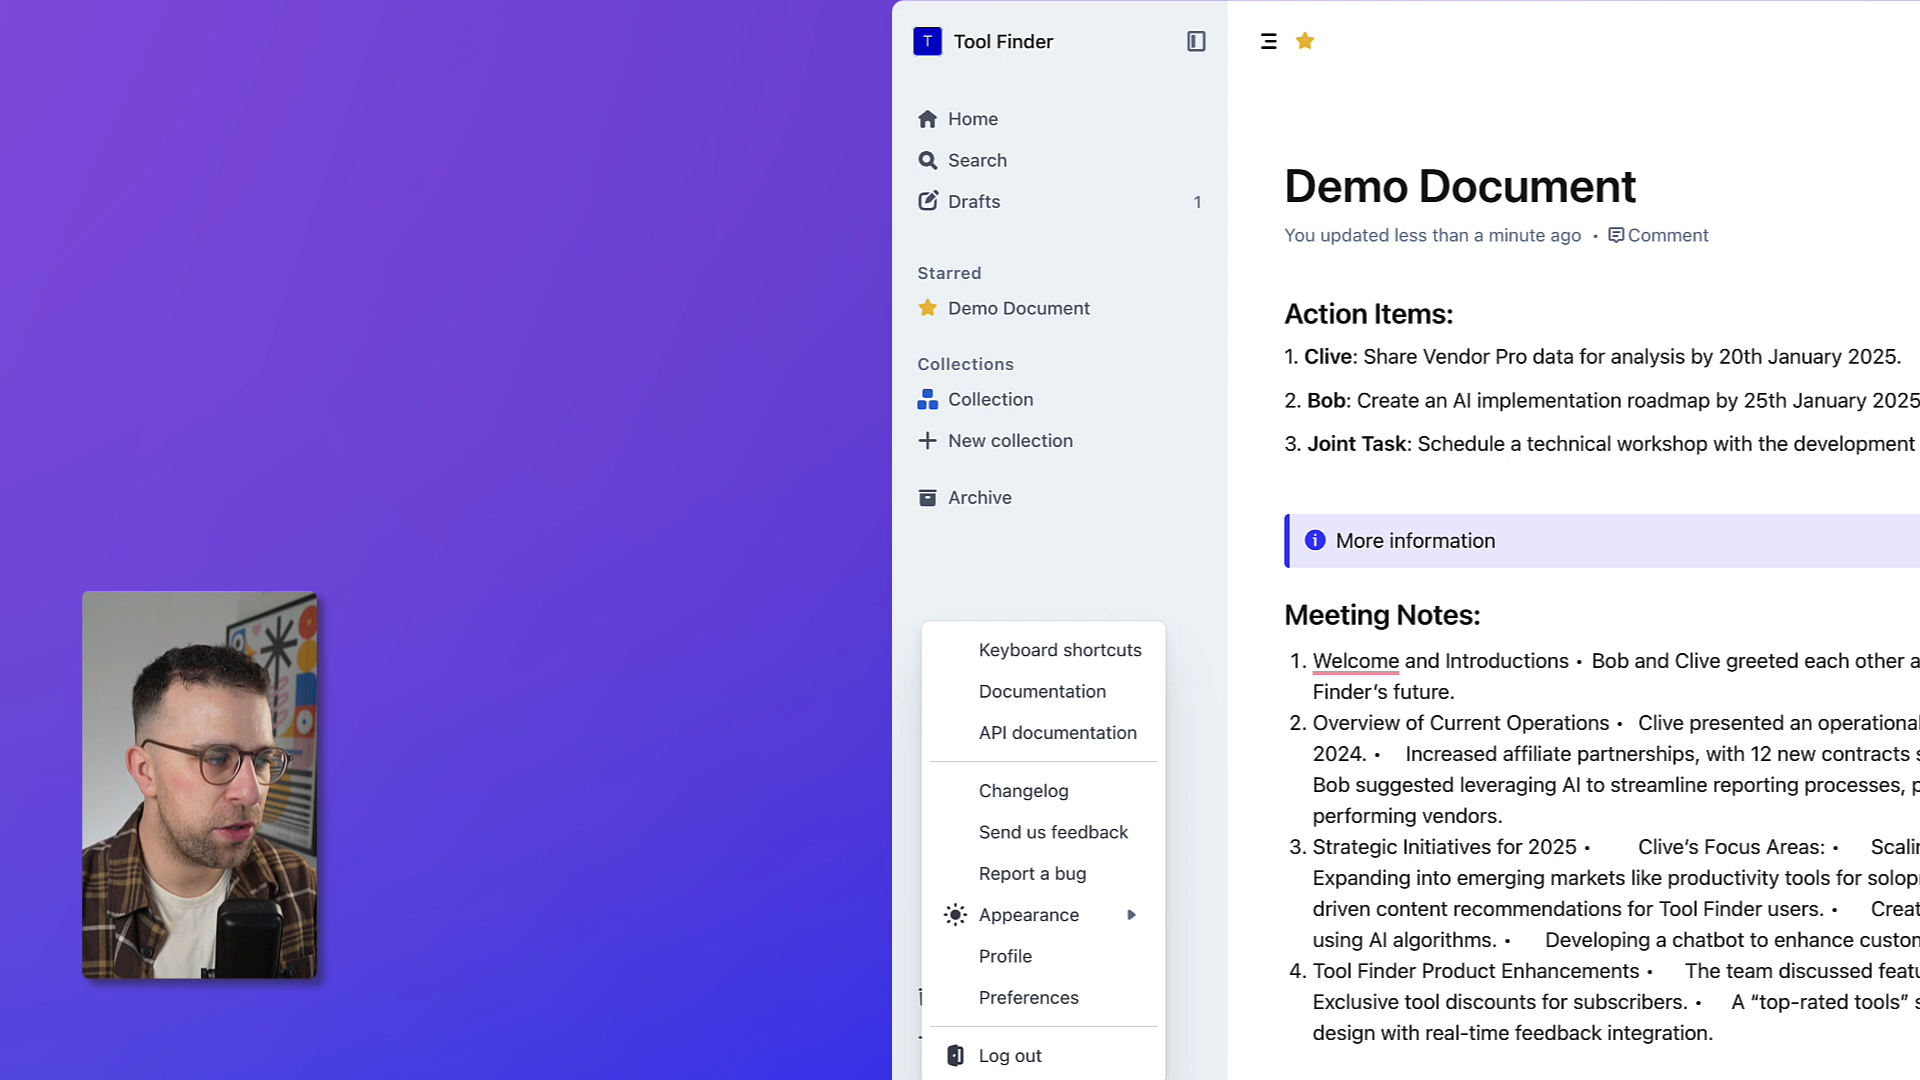 T Tool Finder
Home
Search
Drafts 1
Starred
Demo Document
Collections
Collection
New collection
Archive
Keyboard shortcuts
Documentation
API documentation
Changelog
Send us feedback
Report a bug
Appearance
Profile
Preferences
Log out
Demo Document
You updated less than a minute ago • Comment
Action Items:
1. Clive: Share Vendor Pro data for analysis by 20th January 2025.
2. Bob: Create an AI implementation roadmap by 25th January 2025
3. Joint Task: Schedule a technical workshop with the development
More information
Meeting Notes:
1. Welcome and Introductions • Bob and Clive greeted each other a
Finder’s future.
2. Overview of Current Operations • Clive presented an operational
2024. • Increased affiliate partnerships, with 12 new contracts s
Bob suggested leveraging AI to streamline reporting processes, p
performing vendors.
3. Strategic Initiatives for 2025 • Clive’s Focus Areas: • Scalin
Expanding into emerging markets like productivity tools for solop
driven content recommendations for Tool Finder users. • Creat
using AI algorithms. • Developing a chatbot to enhance custom
4. Tool Finder Product Enhancements • The team discussed featu
Exclusive tool discounts for subscribers. • A “top-rated tools” s
design with real-time feedback integration.